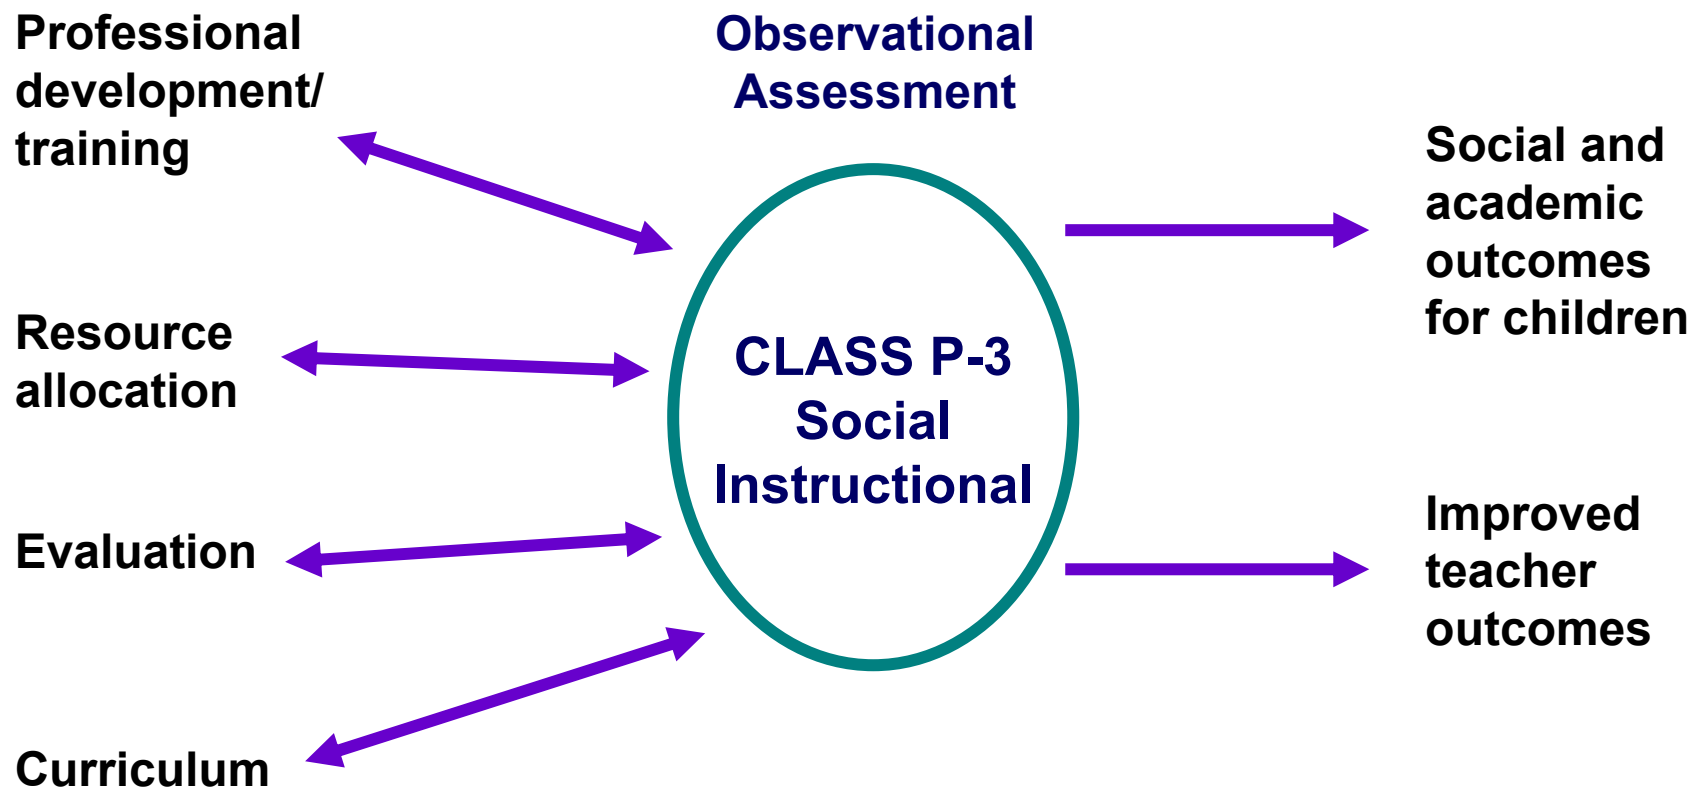 Professional
development/
training
Resource
allocation
Evaluation
Curriculum
Observational
Assessment
CLASS P-3
Social
Instructional
Social and
academic
outcomes
for children
Improved
teacher
outcomes